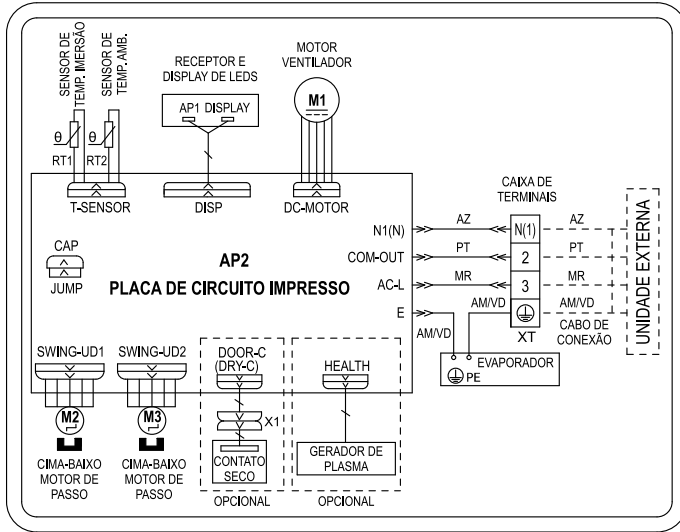 SENSOR DE
TEMP. IMERSÃO
SENSOR DE
TEMP. AMB.
RECEPTOR E
DISPLAY DE LEDS
MOTOR
VENTILADOR
AP1 DISPLAY
M1
θ
θ
RT1
RT2
T-SENSOR
DISP
DC-MOTOR
CAIXA DE
TERMINAIS
N1(N)
AZ
N(1)
AZ
COM-OUT
PT
2
PT
AC-L
MR
3
MR
E
AM/VD
AM/VD
AM/VD
XT
CABO DE
CONEXÃO
UNIDADE EXTERNA
CAP
JUMP
AP2
PLACA DE CIRCUITO IMPRESSO
EVAPORADOR
PE
SWING-UD1
SWING-UD2
DOOR-C
(DRY-C)
HEALTH
M2
M3
X1
CIMA-BAIXO
MOTOR DE
PASSO
CIMA-BAIXO
MOTOR DE
PASSO
CONTATO
SECO
GERADOR DE
PLASMA
OPCIONAL
OPCIONAL